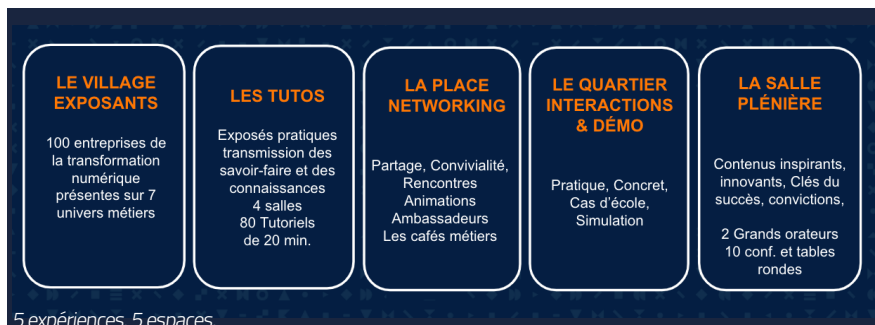 LE VILLAGE
EXPOSANTS
100 entreprises de
la transformation
numérique
présentes sur 7
univers métiers
LES TUTOS
Exposés pratiques
transmission des
savoir-faire et des
connaissances
4 salles
80 Tutoriels
de 20 min.
LA PLACE
NETWORKING
Partage, Convivialité,
Rencontres
Animations
Ambassadeurs
Les cafés métiers
LE QUARTIER
INTERACTIONS
& DÉMO
Pratique, Concret,
Cas d'école,
Simulation
LA SALLE
PLÉNIÈRE
Contenus inspirants,
innovants, Clés du
succès, convictions,
2 Grands orateurs
10 conf. et tables
rondes
5 expériences, 5 espaces